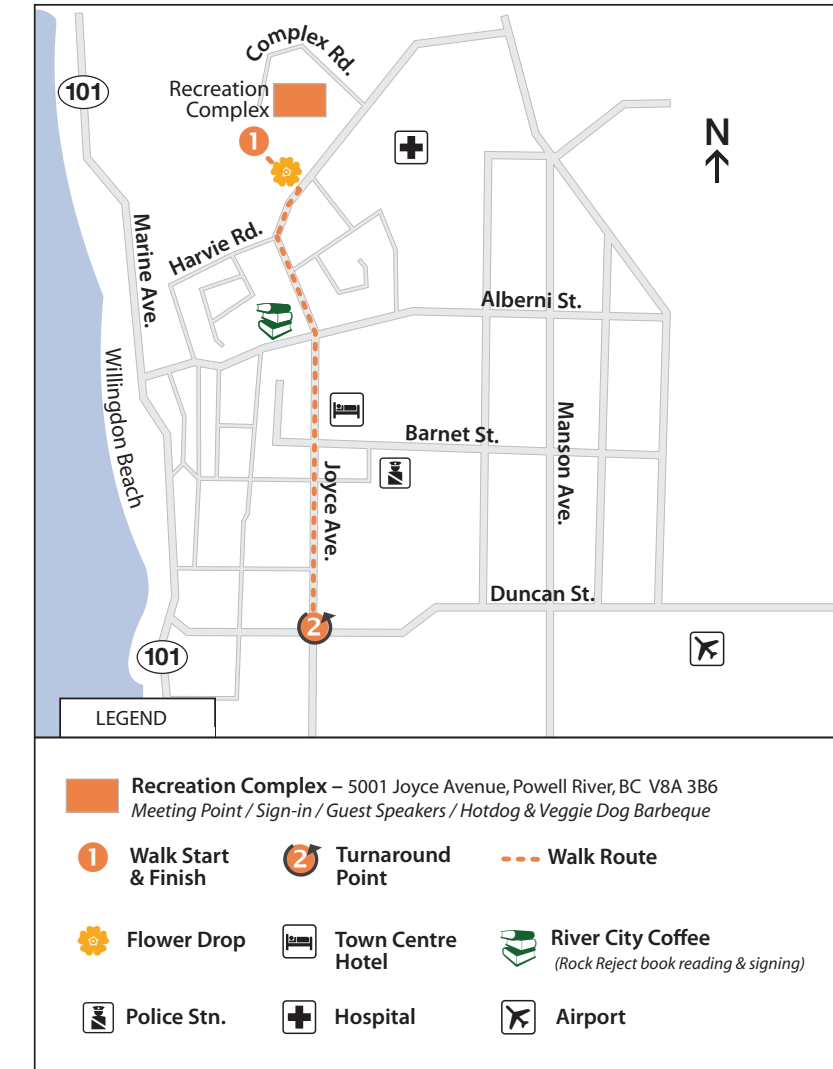 Complex Rd.
101
Recreation
Complex
1
N
Marine Ave.
Harvie Rd.
Alberni St.
Willingdon Beach
Barnet St.
Manson Ave.
Joyce Ave.
Duncan St.
2
101
LEGEND
Recreation Complex – 5001 Joyce Avenue, Powell River, BC V8A 3B6
Meeting Point / Sign-in / Guest Speakers / Hotdog & Veggie Dog Barbeque
1 Walk Start
& Finish
2 Turnaround
Point
Walk Route
Flower Drop
Town Centre
Hotel
River City Coffee
(Rock Reject book reading & signing)
Police Stn.
Hospital
Airport